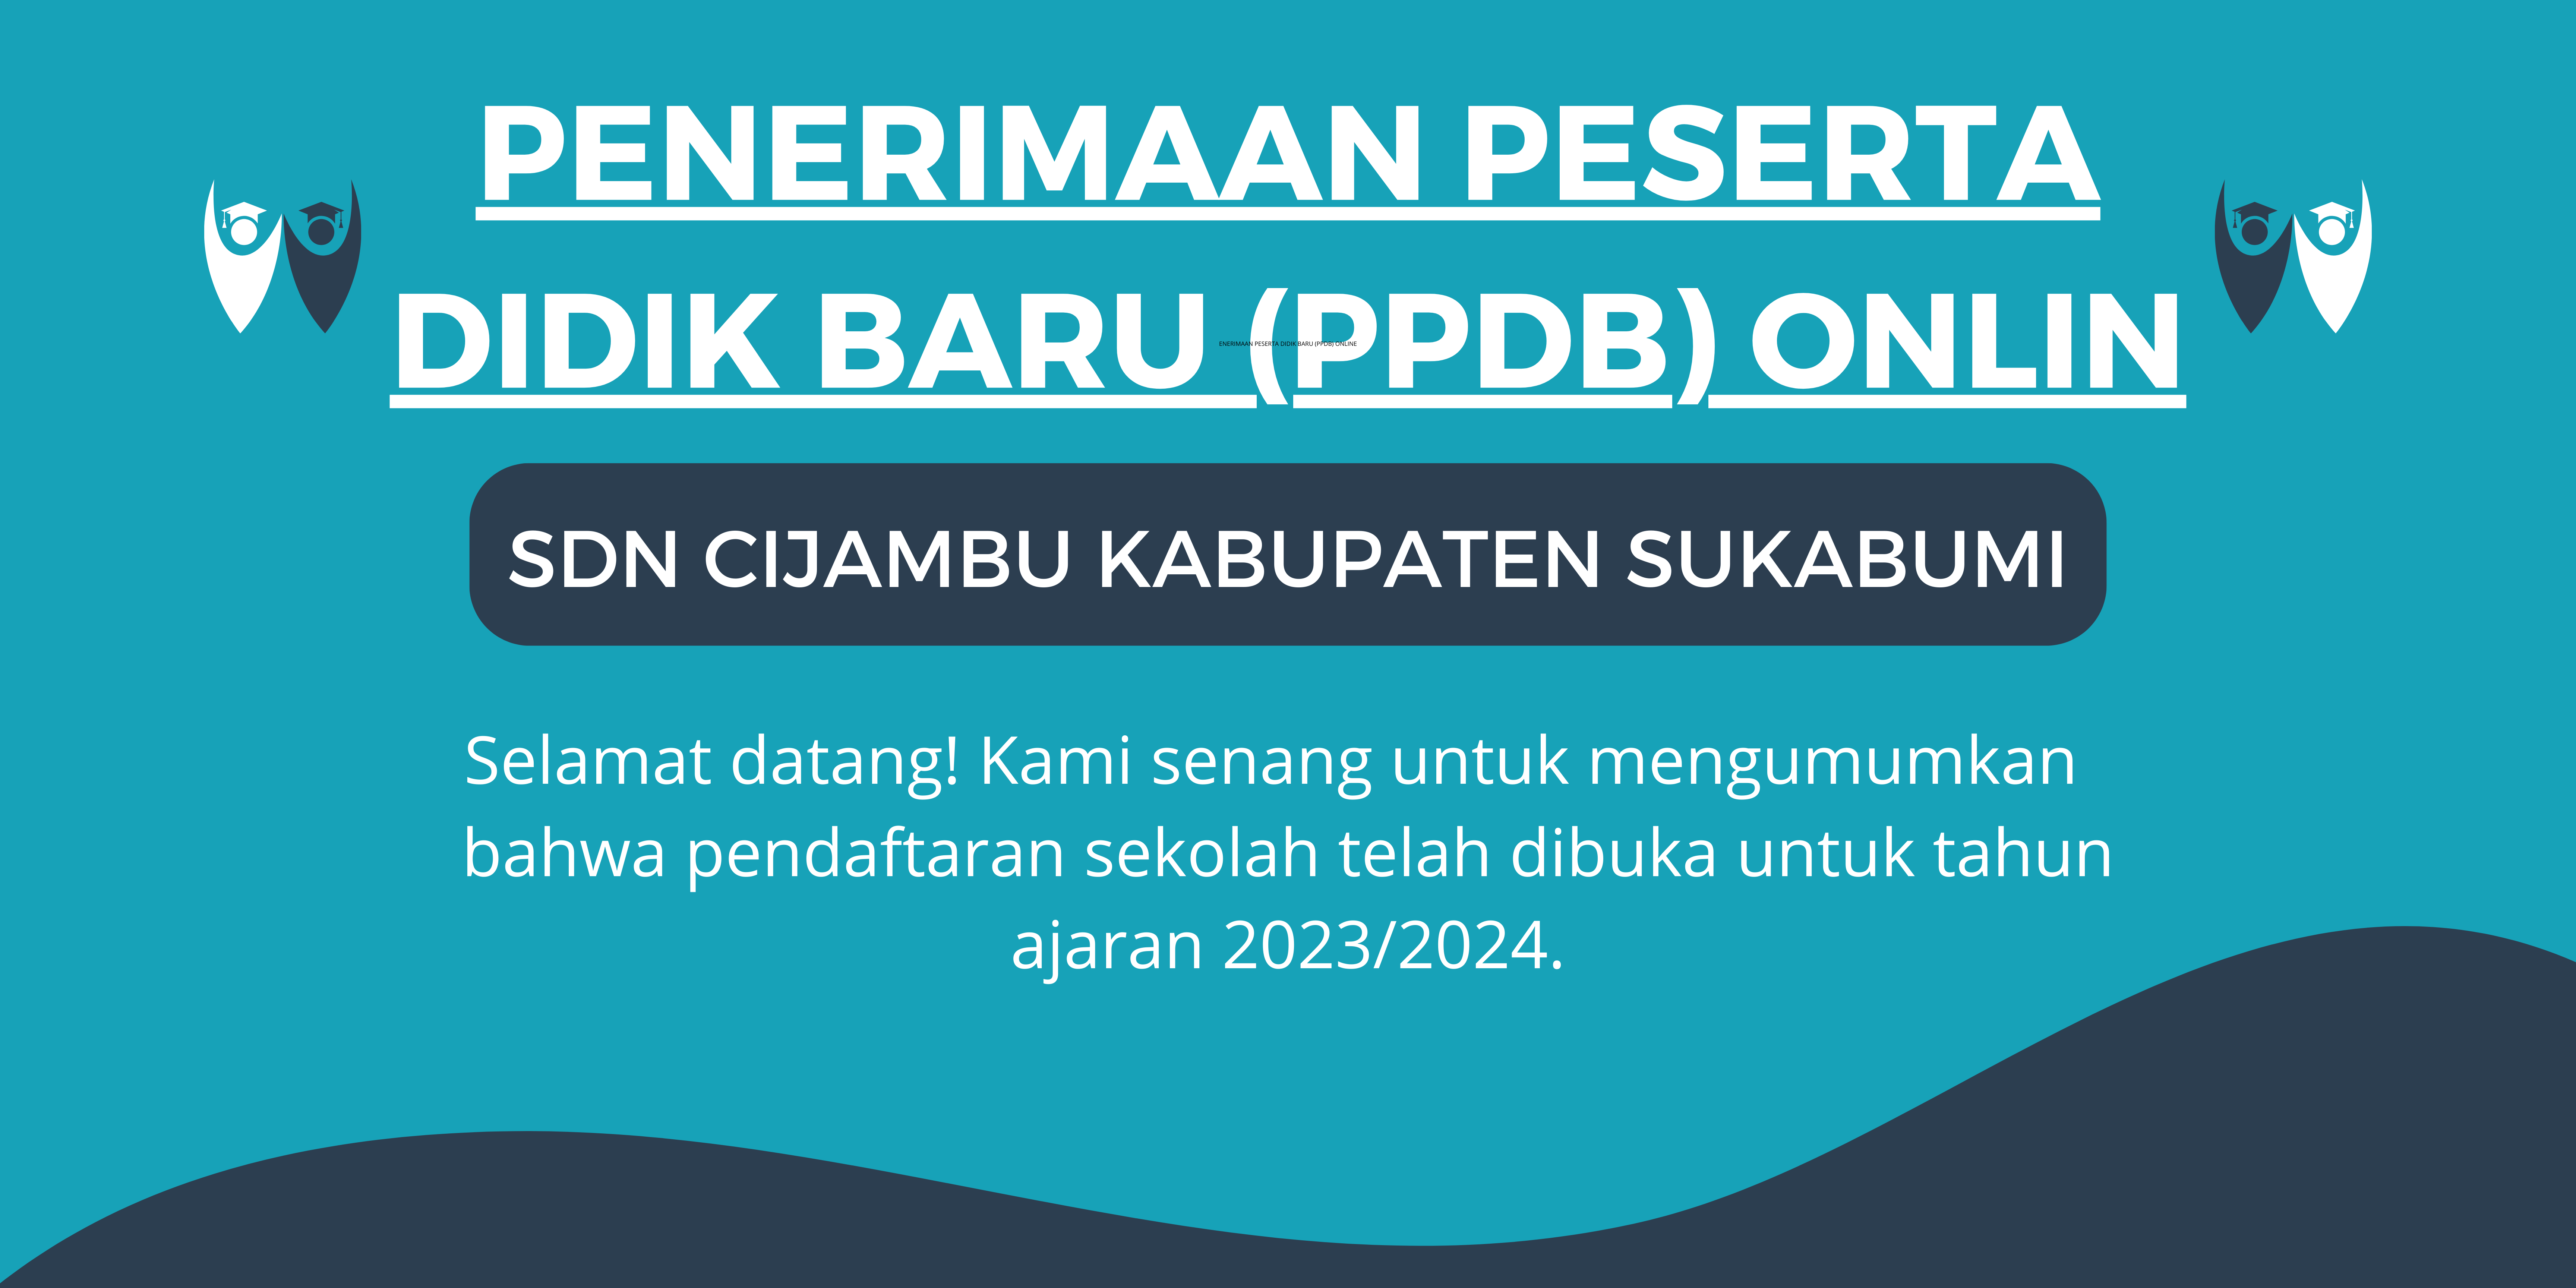 PENERIMAAN PESERTA
DIDIK BARU (PPDB) ONLIN
ENERIMAAN PESERTA DIDIK BARU (PPDB) ONLINE
SDN CIJAMBU KABUPATEN SUKABUMI
Selamat datang! Kami senang untuk mengumumkan
bahwa pendaftaran sekolah telah dibuka untuk tahun
ajaran 2023/2024.